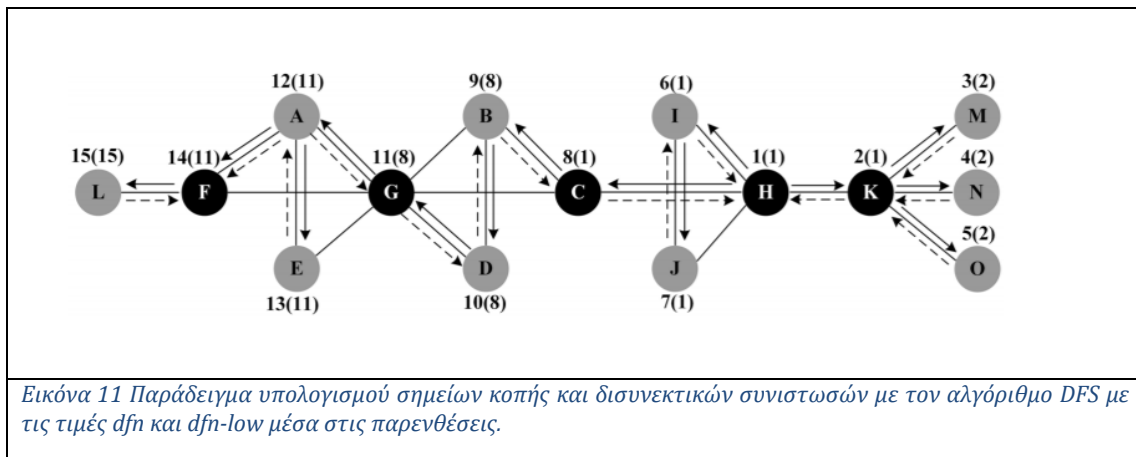 12(11)
9(8)
6(1)
3(2)
A
B
I
M
15(15)
14(11)
11(8)
8(1)
1(1)
2(1)
4(2)
L
F
G
C
H
K
N
5(2)
E
D
J
O
13(11)
10(8)
7(1)
Εικόνα 11 Παράδειγμα υπολογισμού σημείων κοπής και δισυνεκτικών συνιστωσών με τον αλγόριθμο DFS με
τις τιμές dfn και dfn-low μέσα στις παρενθέσεις.